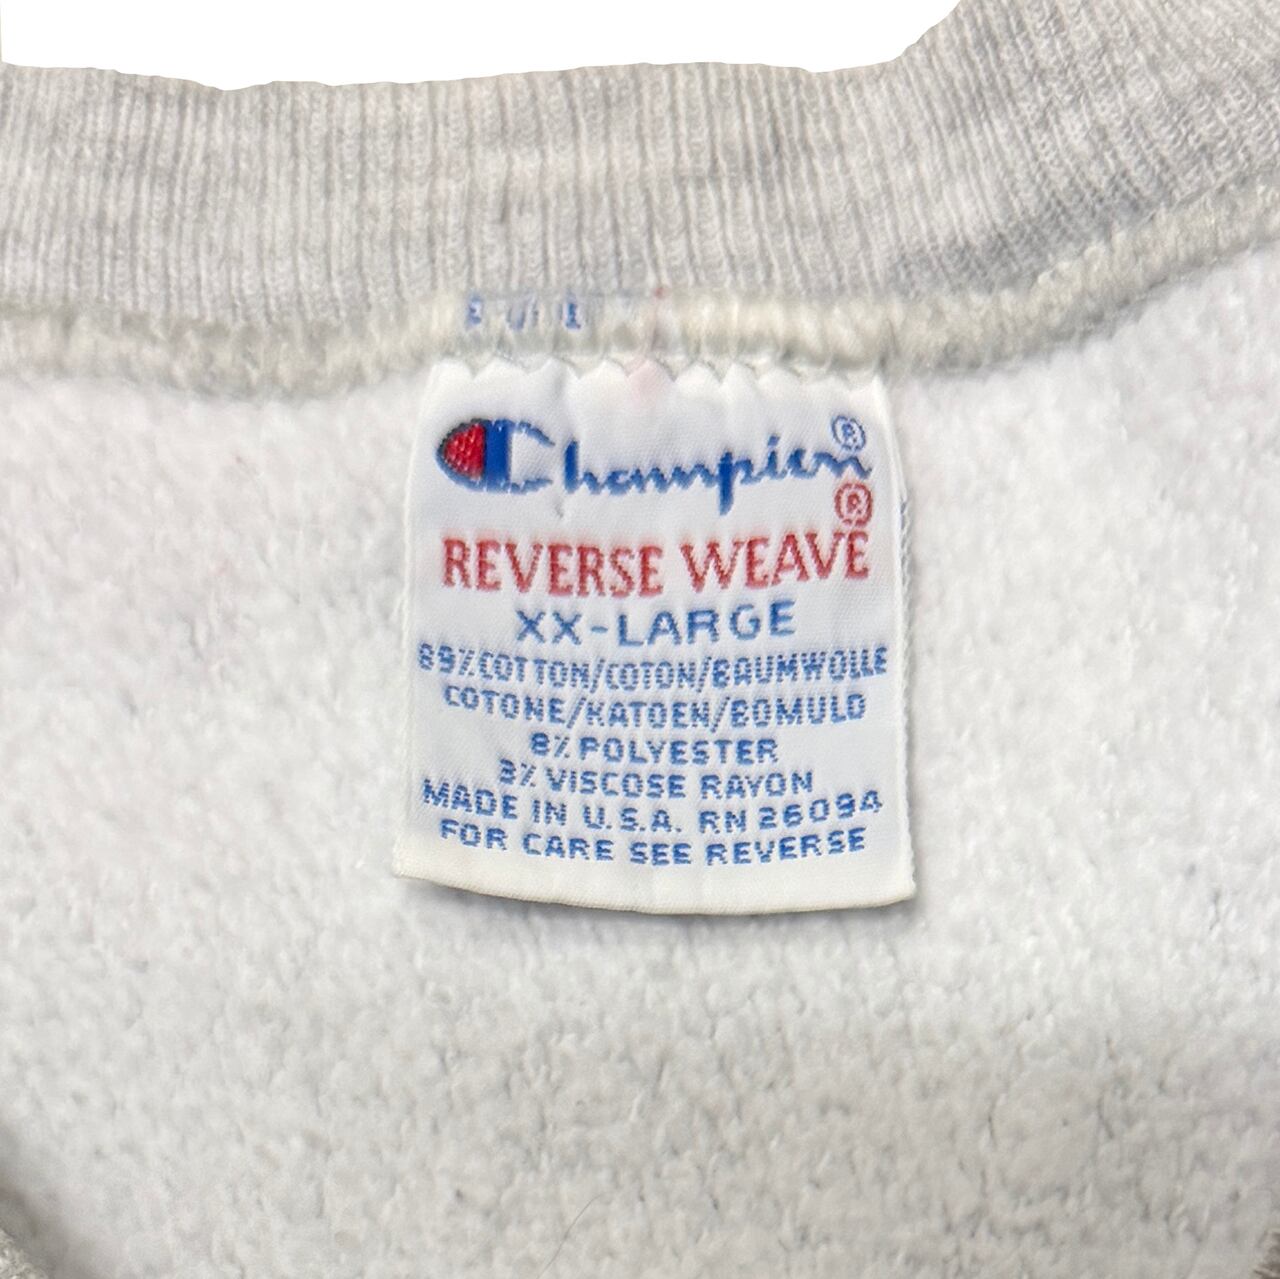 Champion®
REVERSE WEAVE®
XX-LARGE
89% COTTON/COTON/BAUMWOLLE
COTONE/KATOEN/BOMULD
8% POLYESTER
3% VISCOSE RAYON
MADE IN U.S.A. RN 26094
FOR CARE SEE REVERSE